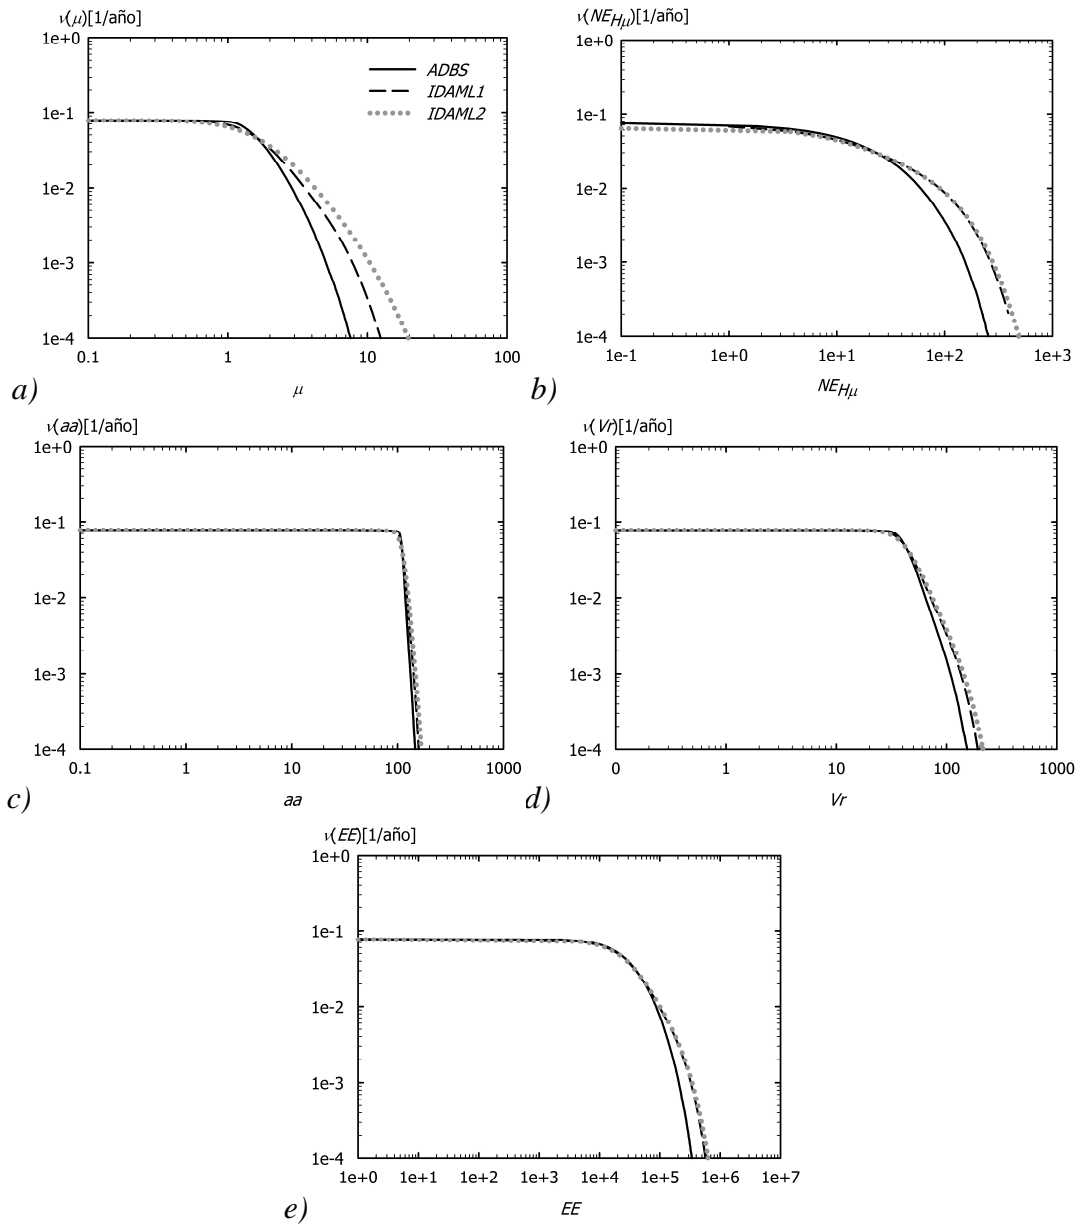 ν(μ)[1/año]
1e+0
1e-1
1e-2
1e-3
1e-4
0.1 1 10 100
μ
ADBS
IDAML1
IDAML2
a)
ν(NE_Hμ)[1/año]
1e+0
1e-1
1e-2
1e-3
1e-4
1e-1 1e+0 1e+1 1e+2 1e+3
NE_Hμ
b)
ν(aa)[1/año]
1e+0
1e-1
1e-2
1e-3
1e-4
0.1 1 10 100 1000
aa
c)
ν(Vr)[1/año]
1e+0
1e-1
1e-2
1e-3
1e-4
0 1 10 100 1000
Vr
d)
ν(EE)[1/año]
1e+0
1e-1
1e-2
1e-3
1e-4
1e+0 1e+1 1e+2 1e+3 1e+4 1e+5 1e+6 1e+7
EE
e)